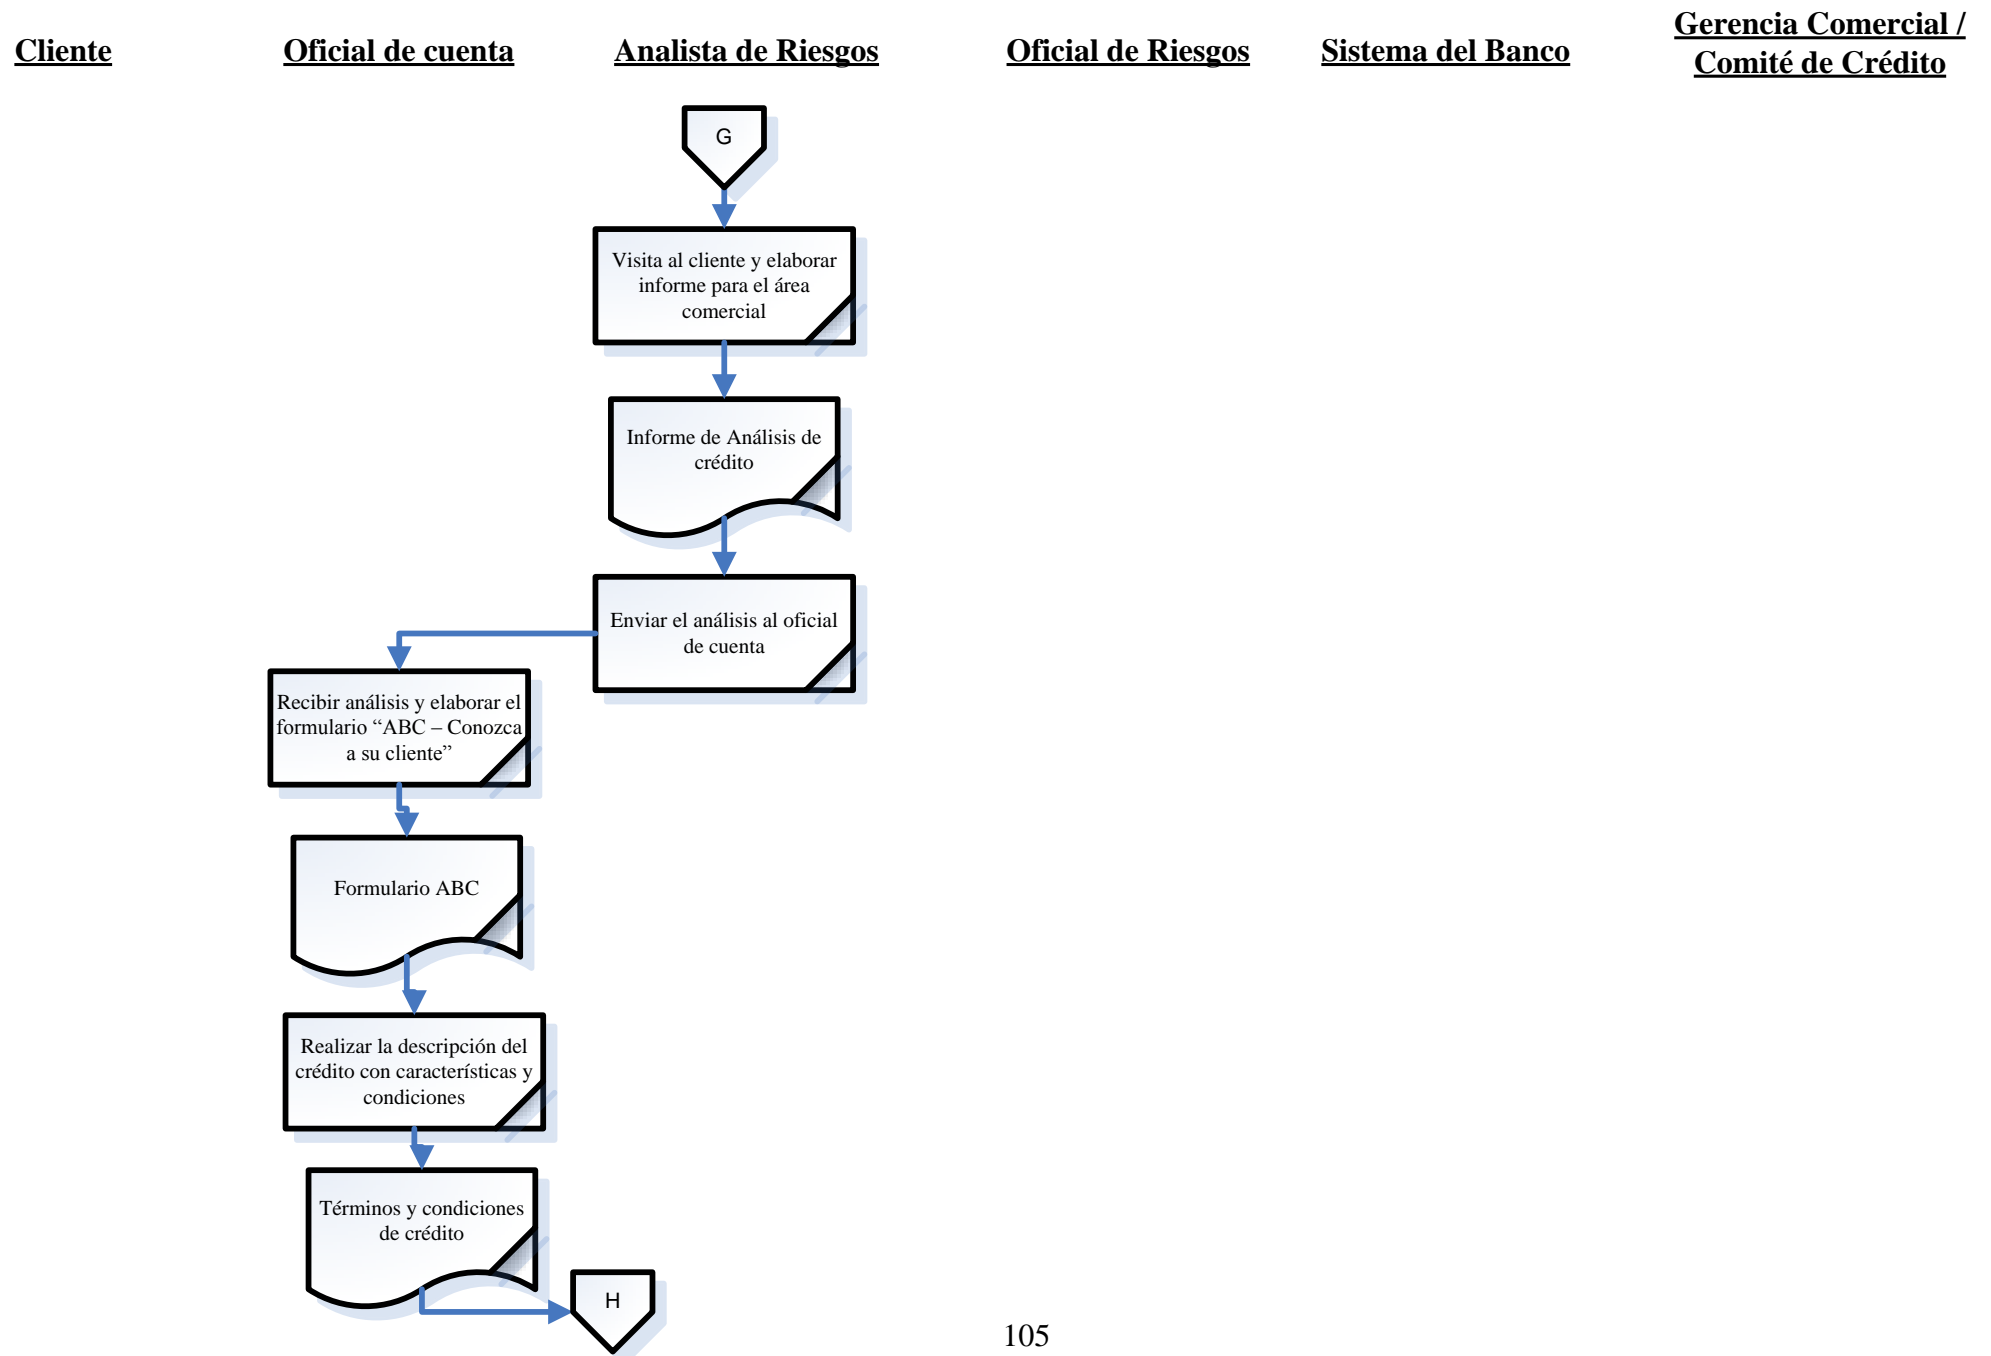 Cliente
Oficial de cuenta
Analista de Riesgos
Oficial de Riesgos
Sistema del Banco
Gerencia Comercial /
Comité de Crédito
G
Visita al cliente y elaborar
informe para el área
comercial
Informe de Análisis de
crédito
Enviar el análisis al oficial
de cuenta
Recibir análisis y elaborar el
formulario “ABC – Conozca
a su cliente”
Formulario ABC
Realizar la descripción del
crédito con características y
condiciones
Términos y condiciones
de crédito
H
105